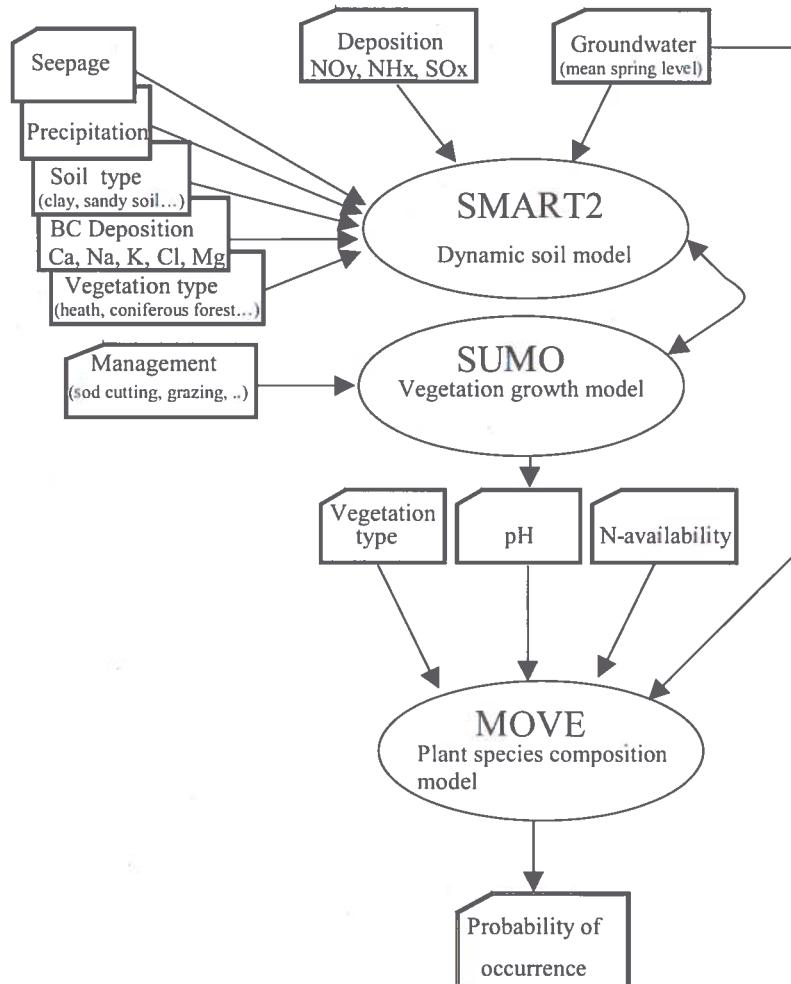 Deposition
NOy, NHx, SOx
Groundwater
(mean spring level)
Seepage
Precipitation
Soil type
(clay, sandy soil...)
BC Deposition
Ca, Na, K, Cl, Mg
Vegetation type
(heath, coniferous forest...)
SMART2
Dynamic soil model
Management
(sod cutting, grazing, ..)
SUMO
Vegetation growth model
Vegetation
type
pH
N-availability
MOVE
Plant species composition
model
Probability of
occurrence